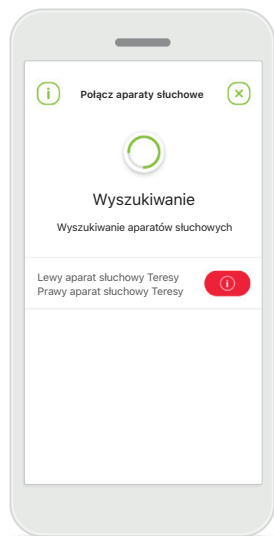 Połącz aparaty słuchowe
Wyszukiwanie
Wyszukiwanie aparatów słuchowych
Lewy aparat słuchowy Teresy
Prawy aparat słuchowy Teresy